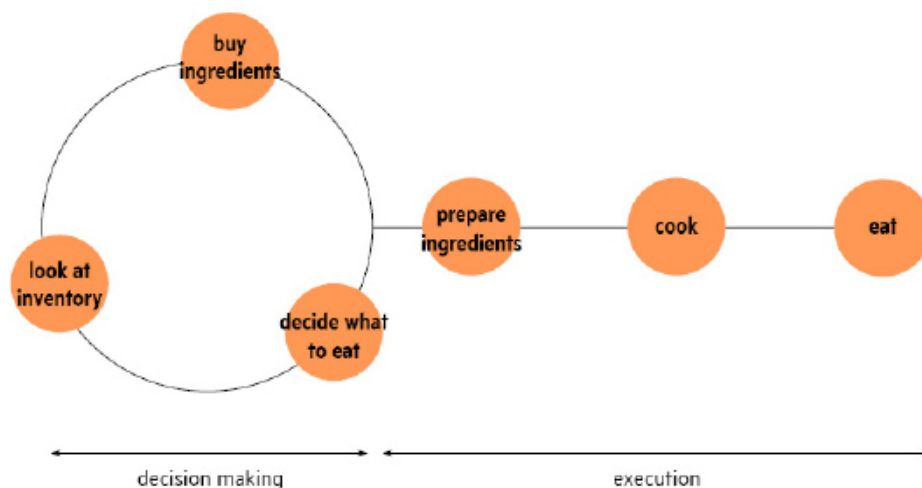 buy
ingredients
look at
inventory
decide what
to eat
prepare
ingredients
cook
eat
decision making
execution